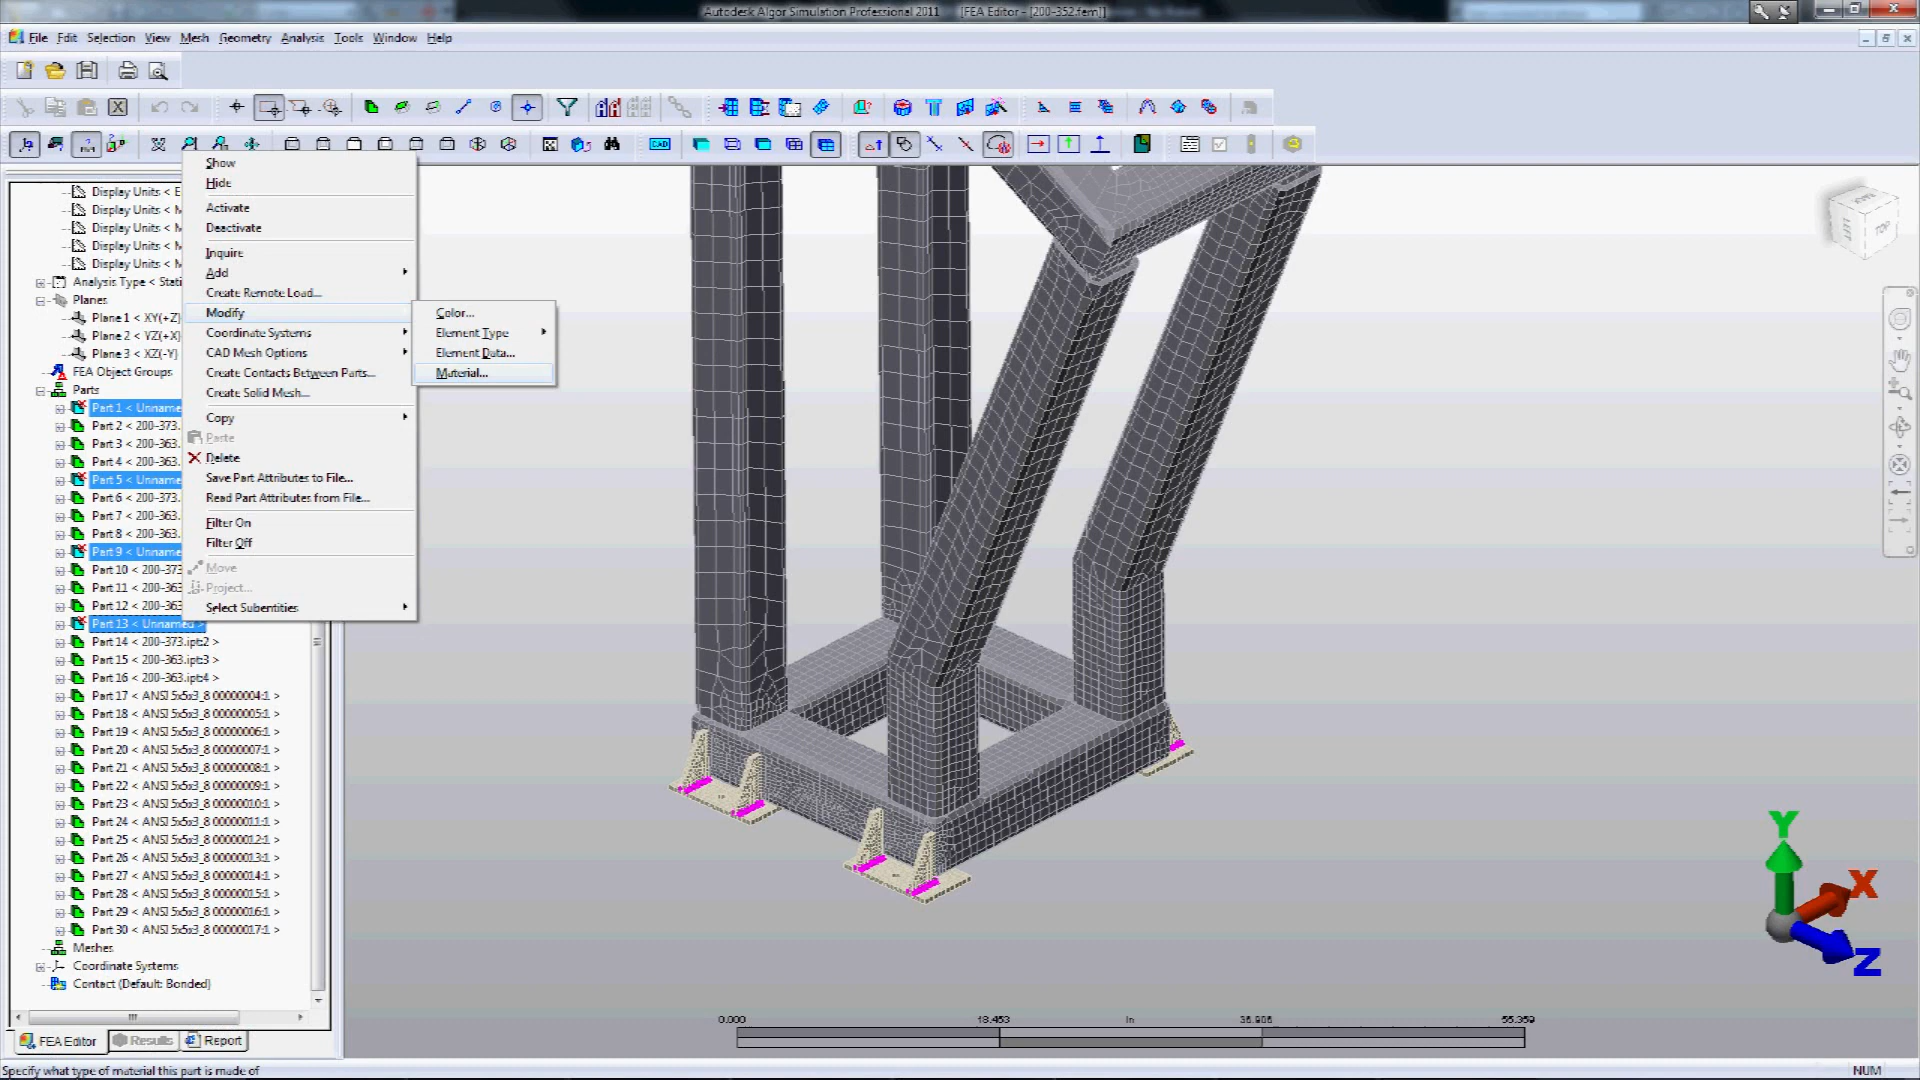 Autodesk Algor Simulation Professional 2011 - [FEA Editor - [200-352.fem]]
File Edit Selection View Mesh Geometry Analysis Tools Window Help
CAD
Display Units < E
Display Units < M
Display Units < M
Display Units < M
Display Units < M
Analysis Type < Stati
Planes
Plane 1 < XY(+Z)
Plane 2 < YZ(+X)
Plane 3 < XZ(-Y)
FEA Object Groups
Parts
Part 1 < Unname
Part 2 < 200-373.
Part 3 < 200-363.
Part 4 < 200-363.
Part 5 < Unname
Part 6 < 200-373.
Part 7 < 200-363.
Part 8 < 200-363.
Part 9 < Unname
Part 10 < 200-373
Part 11 < 200-363
Part 12 < 200-363
Part 13 < Unnamed >
Part 14 < 200-373.ipt:2 >
Part 15 < 200-363.ipt:3 >
Part 16 < 200-363.ipt:4 >
Part 17 < ANSI 5x5x3_8 00000004:1 >
Part 18 < ANSI 5x5x3_8 00000005:1 >
Part 19 < ANSI 5x5x3_8 00000006:1 >
Part 20 < ANSI 5x5x3_8 00000007:1 >
Part 21 < ANSI 5x5x3_8 00000008:1 >
Part 22 < ANSI 5x5x3_8 00000009:1 >
Part 23 < ANSI 5x5x3_8 00000010:1 >
Part 24 < ANSI 5x5x3_8 00000011:1 >
Part 25 < ANSI 5x5x3_8 00000012:1 >
Part 26 < ANSI 5x5x3_8 00000013:1 >
Part 27 < ANSI 5x5x3_8 00000014:1 >
Part 28 < ANSI 5x5x3_8 00000015:1 >
Part 29 < ANSI 5x5x3_8 00000016:1 >
Part 30 < ANSI 5x5x3_8 00000017:1 >
Meshes
Coordinate Systems
Contact (Default: Bonded)
FEA Editor Results Report
Show
Hide
Activate
Deactivate
Inquire
Add
Create Remote Load...
Modify
Coordinate Systems
CAD Mesh Options
Create Contacts Between Parts...
Create Solid Mesh...
Copy
Paste
Delete
Save Part Attributes to File...
Read Part Attributes from File...
Filter On
Filter Off
Move
Project...
Select Subentities
Color...
Element Type
Element Data...
Material...
LEFT
TOP
Y
X
Z
0.000 18.453 in 36.906 55.359
Specify what type of material this part is made of
NUM